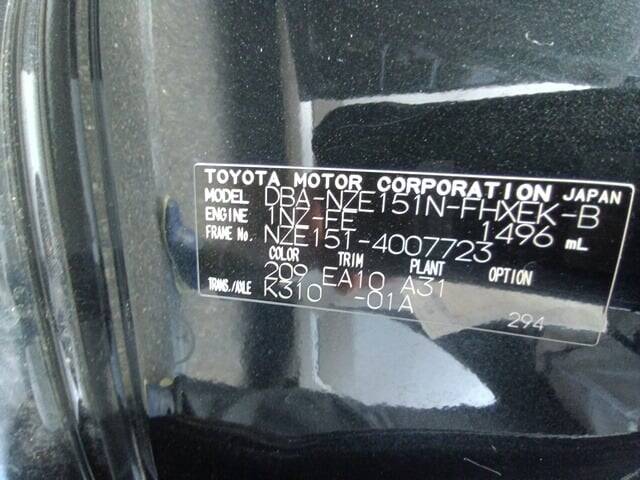 TOYOTA MOTOR CORPORATION JAPAN
MODEL DBA-NZE151N-FHXEK-B
ENGINE 1NZ-FE 1496 mL
FRAME No. NZE151-4007723
COLOR TRIM PLANT OPTION
209 EA10 A31
TRANS./AXLE K310 -01A 294